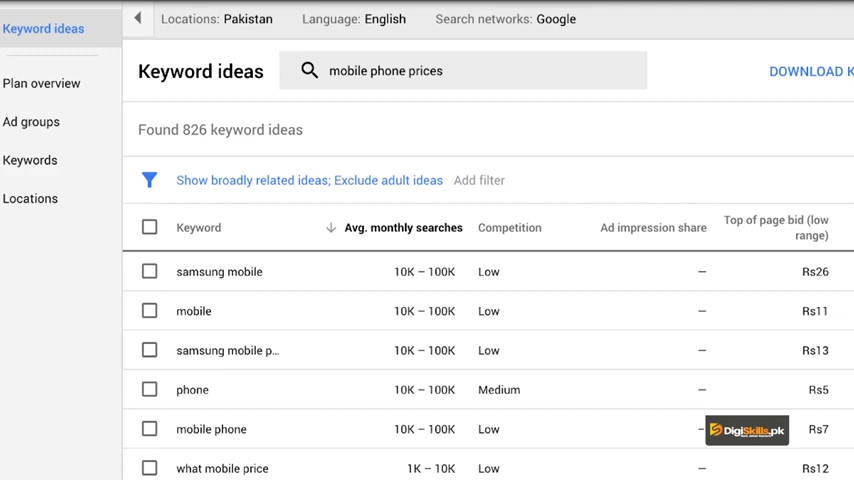 Keyword ideas
Plan overview
Ad groups
Keywords
Locations
Locations: Pakistan Language: English Search networks: Google
Keyword ideas mobile phone prices DOWNLOAD K
Found 826 keyword ideas
Show broadly related ideas; Exclude adult ideas Add filter
Keyword Avg. monthly searches Competition Ad impression share Top of page bid (low range)
samsung mobile 10K – 100K Low – Rs26
mobile 10K – 100K Low – Rs11
samsung mobile p... 10K – 100K Low – Rs13
phone 10K – 100K Medium – Rs5
mobile phone 10K – 100K Low – Rs7
DigiSkills.pk
what mobile price 1K – 10K Low – Rs12